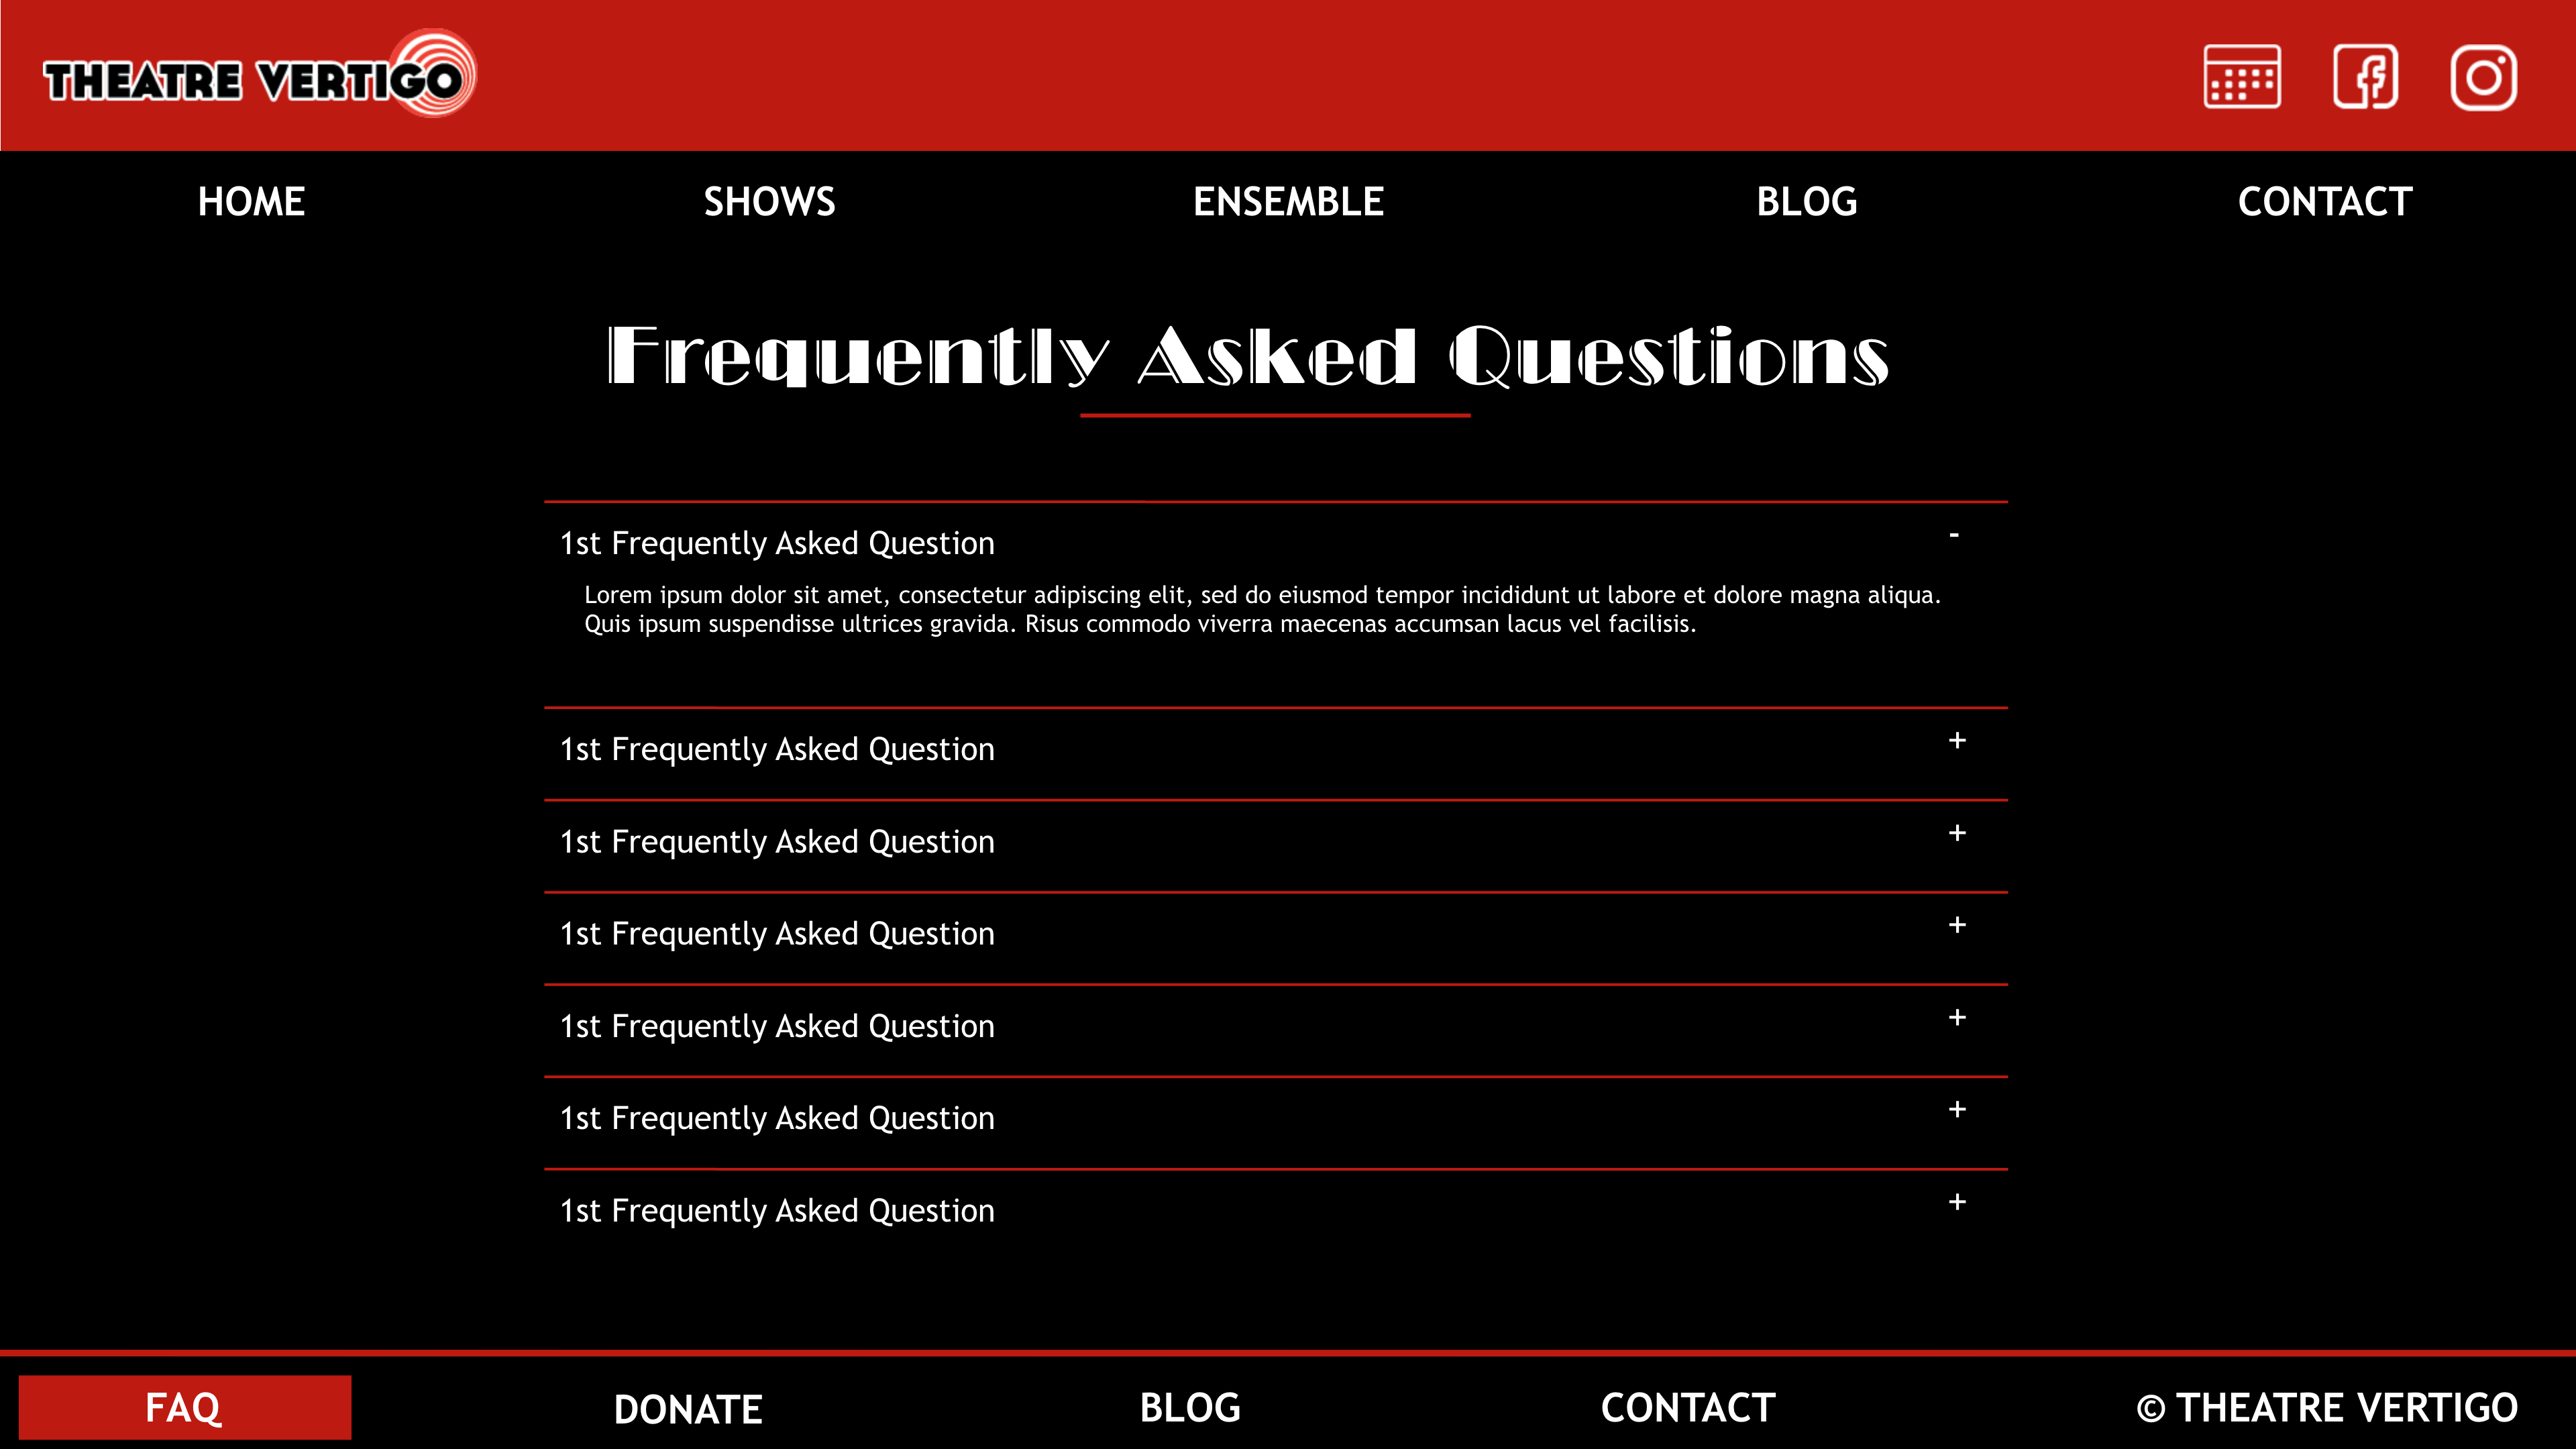 THEATRE VERTIGO
HOME SHOWS ENSEMBLE BLOG CONTACT
Frequently Asked Questions
1st Frequently Asked Question -
Lorem ipsum dolor sit amet, consectetur adipiscing elit, sed do eiusmod tempor incididunt ut labore et dolore magna aliqua.
Quis ipsum suspendisse ultrices gravida. Risus commodo viverra maecenas accumsan lacus vel facilisis.
1st Frequently Asked Question +
1st Frequently Asked Question +
1st Frequently Asked Question +
1st Frequently Asked Question +
1st Frequently Asked Question +
1st Frequently Asked Question +
FAQ DONATE BLOG CONTACT © THEATRE VERTIGO